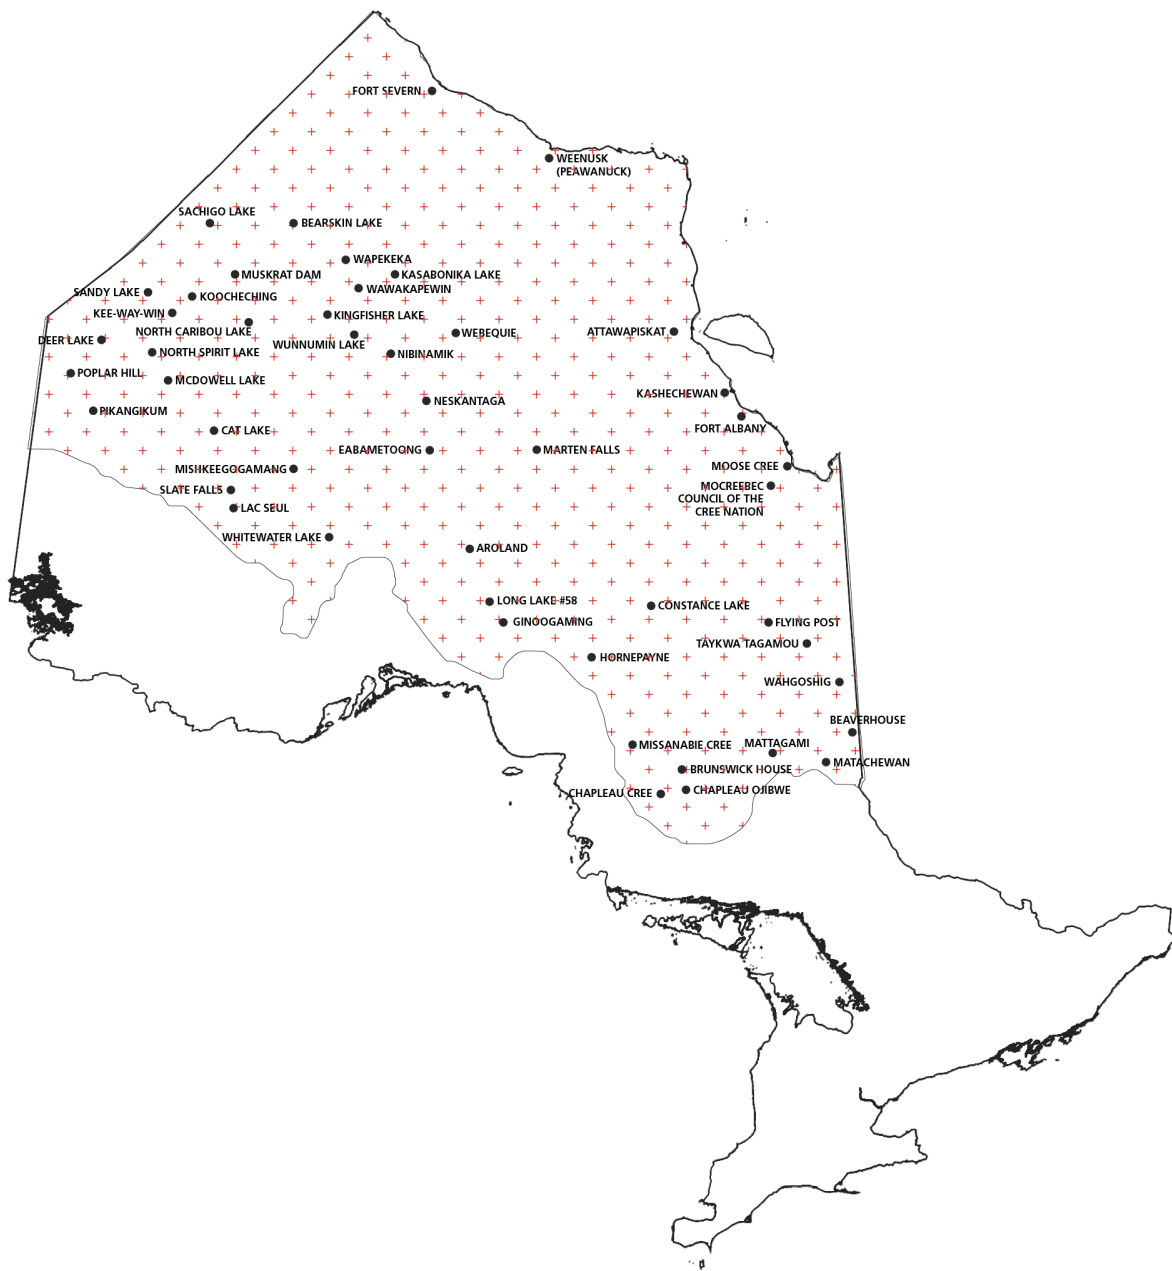 FORT SEVERN
WEENUSK
(PEAWANUCK)
SACHIGO LAKE
BEARSKIN LAKE
WAPEKEKA
MUSKRAT DAM
KASABONIKA LAKE
WAWAKAPEWIN
SANDY LAKE
KOOCHECHING
KEE-WAY-WIN
KINGFISHER LAKE
NORTH CARIBOU LAKE
WUNNUMIN LAKE
WEBEQUIE
ATTAWAPISKAT
DEER LAKE
NORTH SPIRIT LAKE
NIBINAMIK
POPLAR HILL
MCDOWELL LAKE
KASHECHEWAN
NESKANTAGA
PIKANGIKUM
FORT ALBANY
CAT LAKE
EABAMETOONG
MARTEN FALLS
MISHKEEGOGAMANG
MOOSE CREE
SLATE FALLS
MOCREEBEC
COUNCIL OF THE
CREE NATION
LAC SEUL
WHITEWATER LAKE
AROLAND
LONG LAKE #58
CONSTANCE LAKE
GINOOGAMING
FLYING POST
TAYKWA TAGAMOU
HORNEPAYNE
WAHGOSHIG
BEAVERHOUSE
MISSANABIE CREE
MATTAGAMI
MATACHEWAN
BRUNSWICK HOUSE
CHAPLEAU CREE
CHAPLEAU OJIBWE